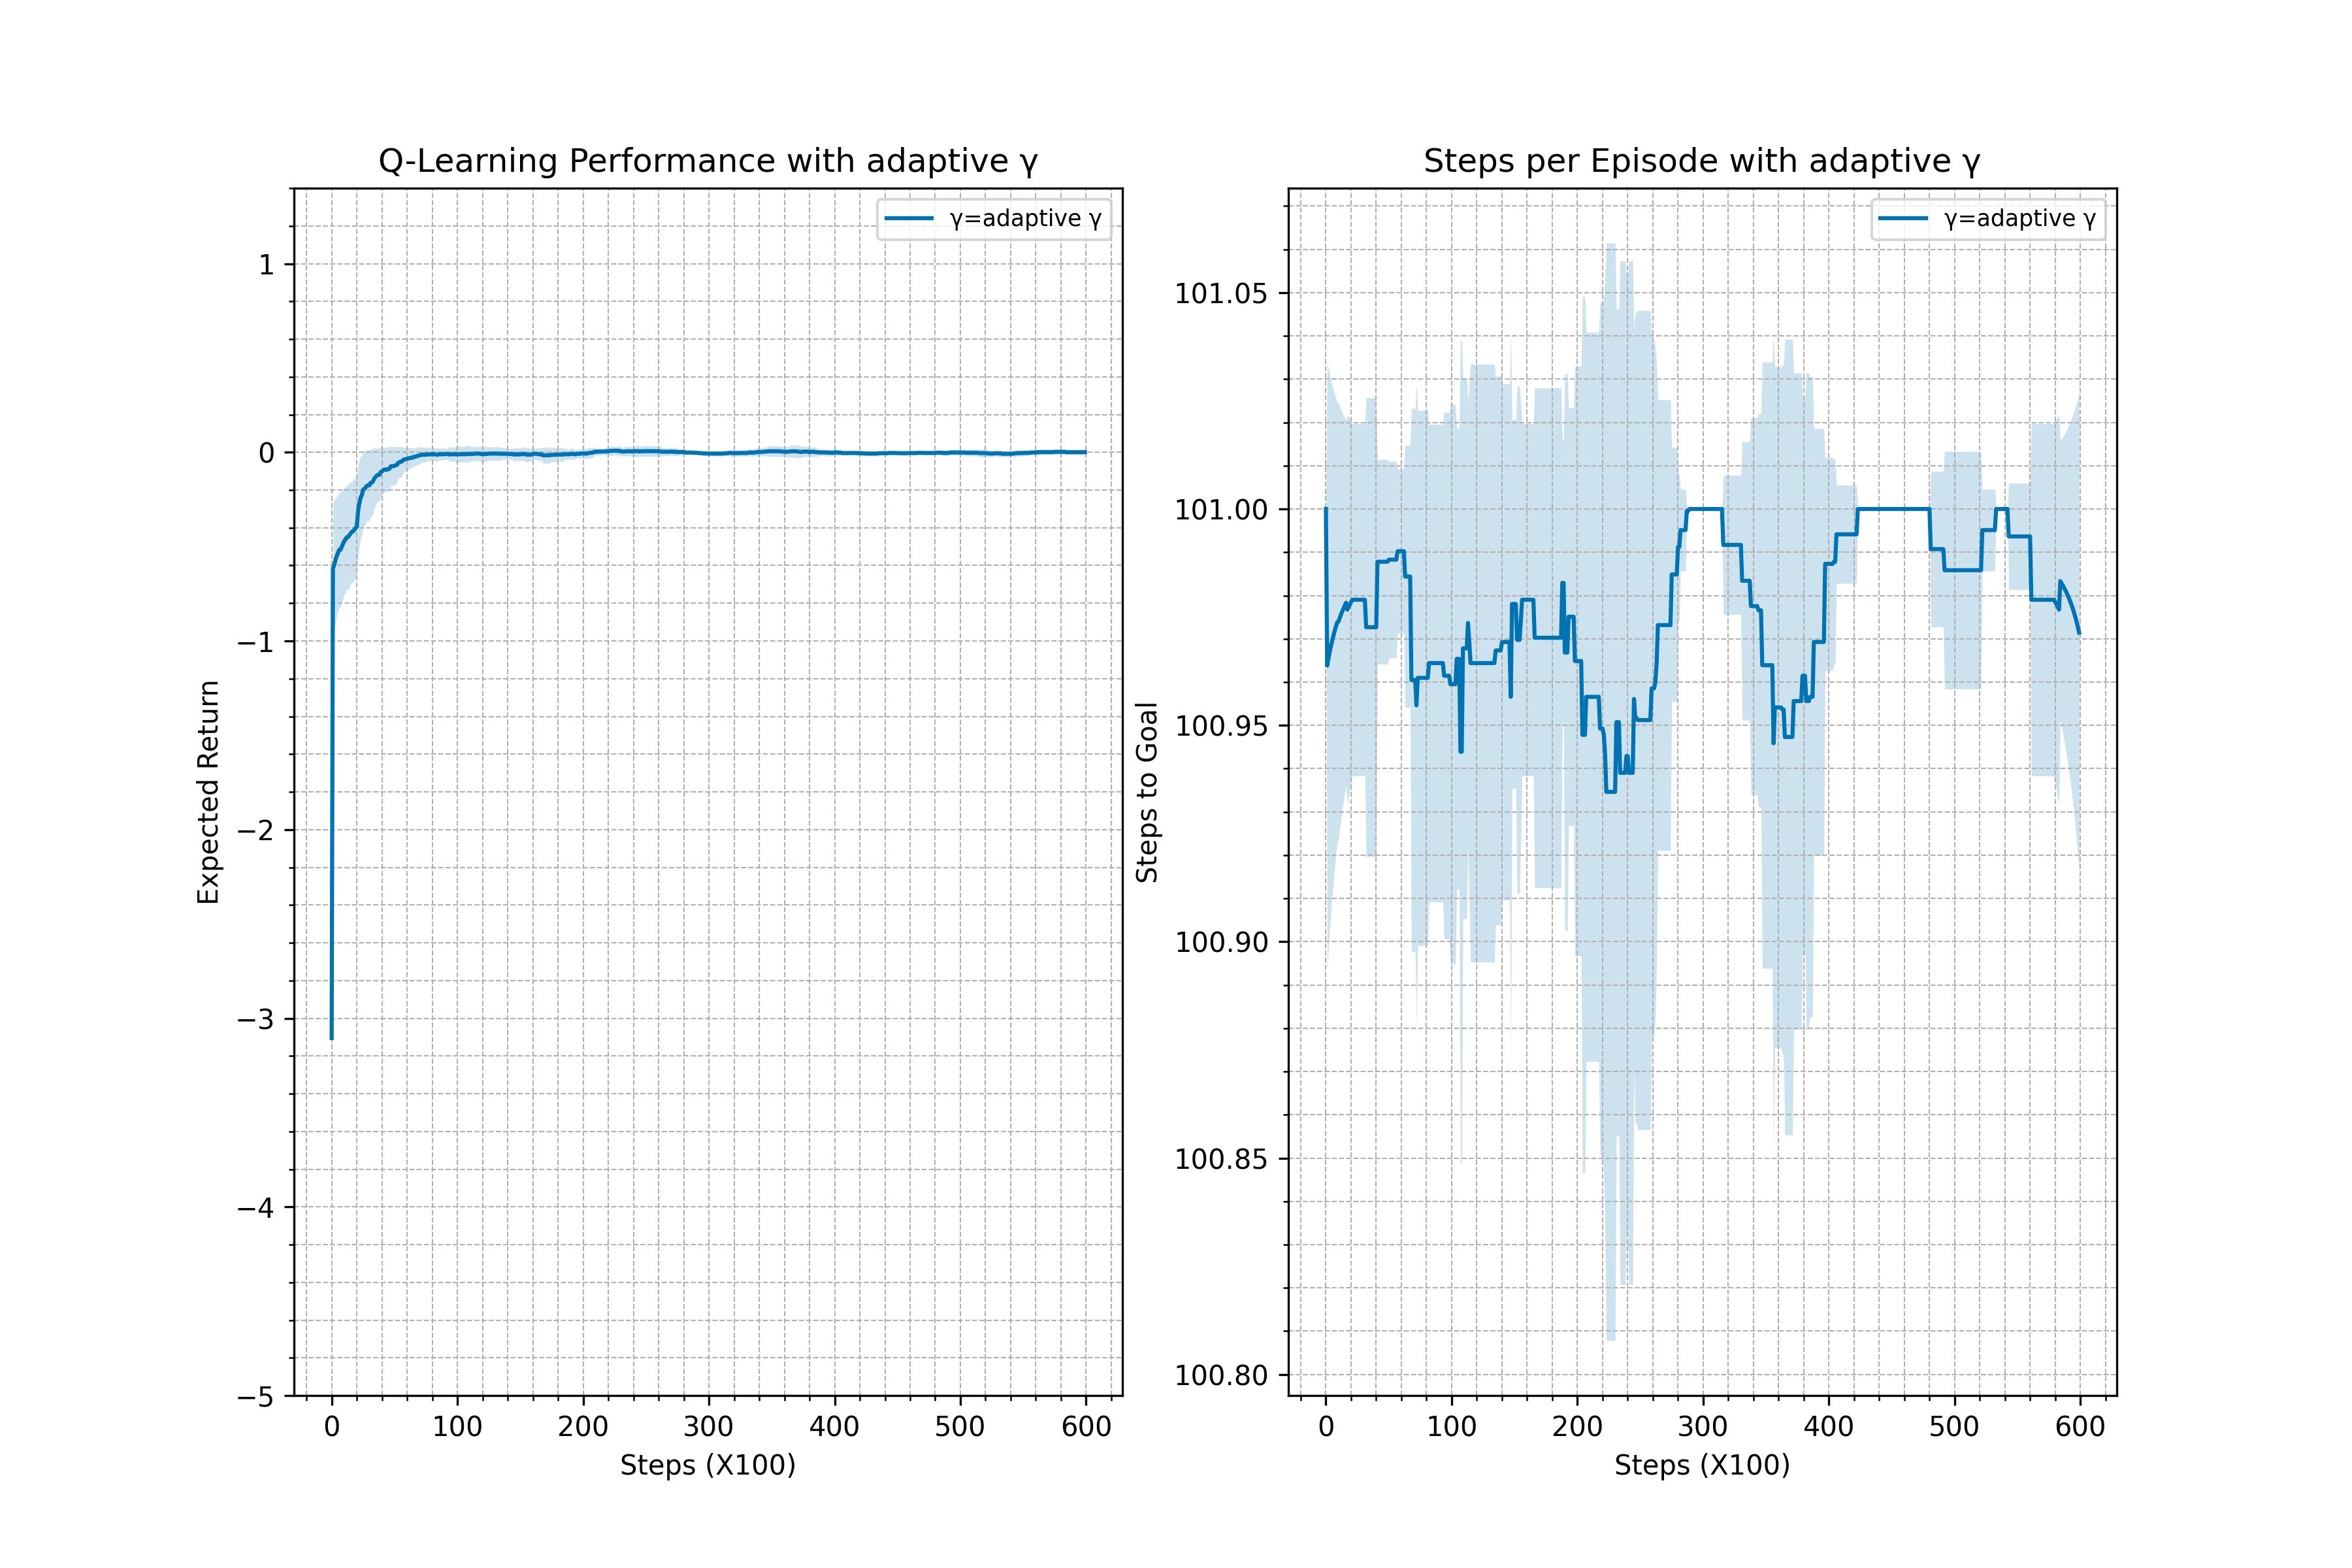 Q-Learning Performance with adaptive γ
γ=adaptive γ
Expected Return
1
0
−1
−2
−3
−4
−5
0 100 200 300 400 500 600
Steps (X100)
Steps per Episode with adaptive γ
γ=adaptive γ
Steps to Goal
101.05
101.00
100.95
100.90
100.85
100.80
0 100 200 300 400 500 600
Steps (X100)